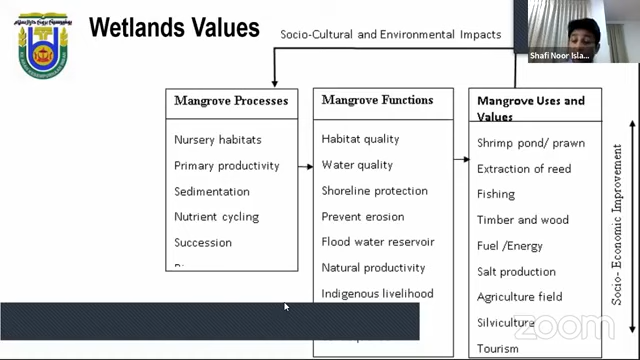 Wetlands Values
Socio-Cultural and Environmental Impacts
Shafi Noor Isla...
Mangrove Processes
Nursery habitats
Primary productivity
Sedimentation
Nutrient cycling
Succession
Mangrove Functions
Habitat quality
Water quality
Shoreline protection
Prevent erosion
Flood water reservoir
Natural productivity
Indigenous livelihood
Mangrove Uses and
Values
Shrimp pond/ prawn
Extraction of reed
Fishing
Timber and wood
Fuel /Energy
Salt production
Agriculture field
Silviculture
Tourism
Socio- Economic Improvement
zoom